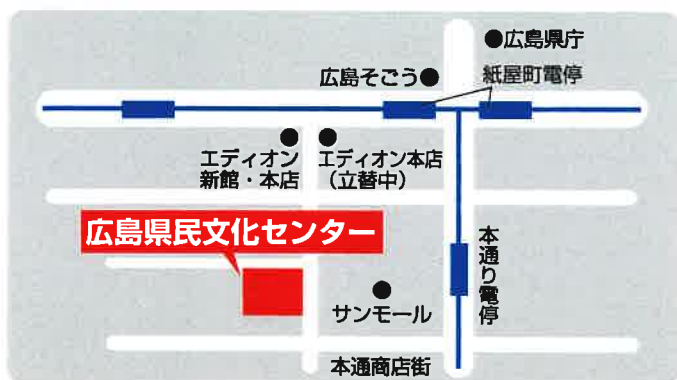 ●広島県庁
広島そごう●
紙屋町電停
エディオン
新館・本店
エディオン本店
（立替中）
広島県民文化センター
本通り電停
サンモール
本通商店街